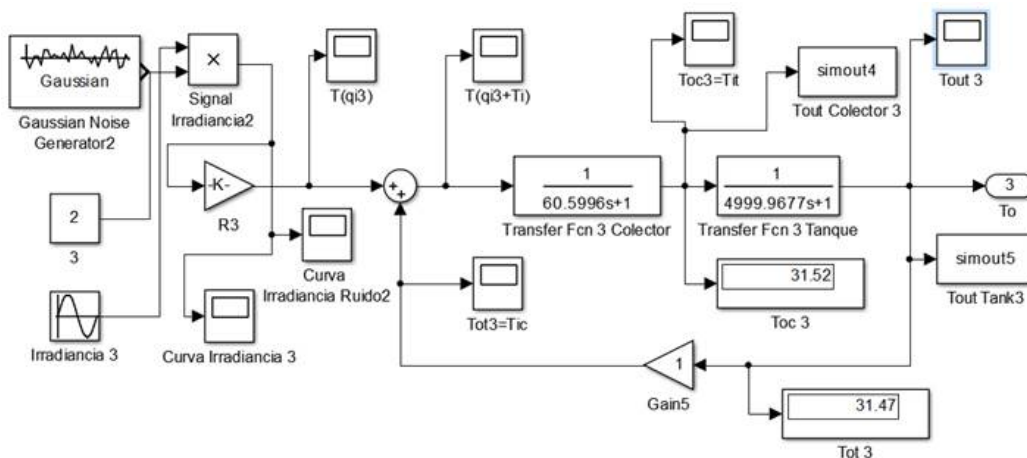 Gaussian
Gaussian Noise
Generator2
×
Signal
Irradiancia2
T(qi3)
T(qi3+Ti)
Toc3=Tit
simout4
Tout Colector 3
Tout 3
2
3
-K-
R3
+
+
1
60.5996s+1
Transfer Fcn 3 Colector
1
4999.9677s+1
Transfer Fcn 3 Tanque
3
To
simout5
Tout Tank3
Curva
Irradiancia Ruido2
Tot3=Tic
31.52
Toc 3
Irradiancia 3
Curva Irradiancia 3
1
Gain5
31.47
Tot 3